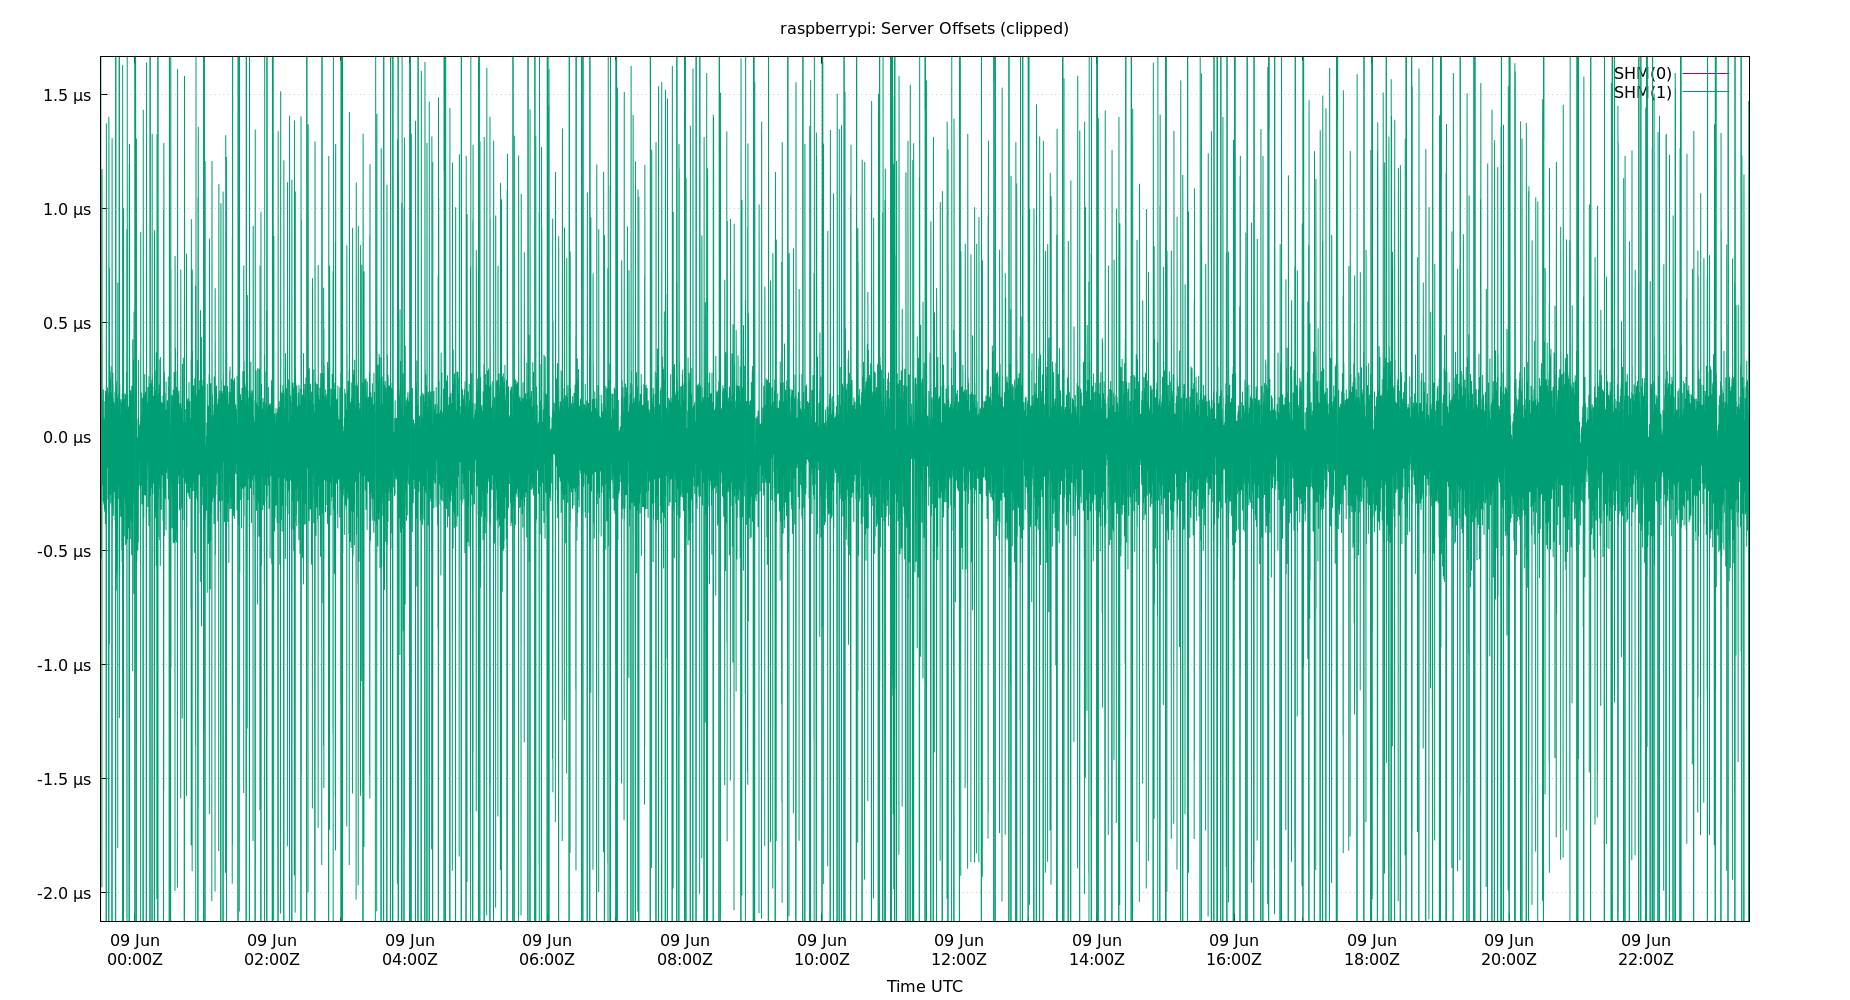 raspberrypi: Server Offsets (clipped)
SHM(0)
SHM(1)
1.5 µs
1.0 µs
0.5 µs
0.0 µs
-0.5 µs
-1.0 µs
-1.5 µs
-2.0 µs
09 Jun 09 Jun 09 Jun 09 Jun 09 Jun 09 Jun 09 Jun 09 Jun 09 Jun 09 Jun 09 Jun 09 Jun
00:00Z 02:00Z 04:00Z 06:00Z 08:00Z 10:00Z 12:00Z 14:00Z 16:00Z 18:00Z 20:00Z 22:00Z
Time UTC